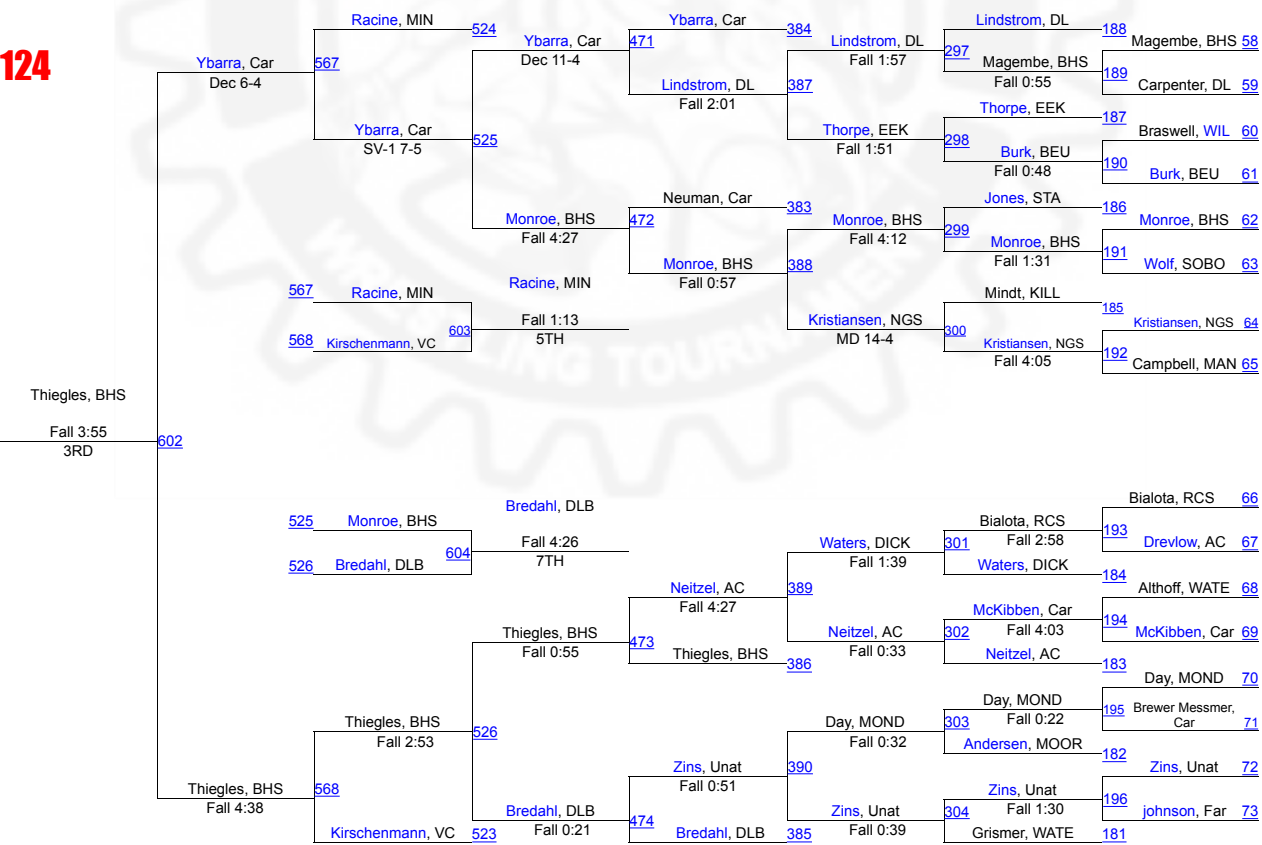 124
Racine, MIN
524
Ybarra, Car
Dec 6-4
567
Ybarra, Car
SV-1 7-5
Ybarra, Car
Dec 11-4
525
Monroe, BHS
Fall 4:27
471
Ybarra, Car
384
Lindstrom, DL
Fall 2:01
472
Neuman, Car
383
Monroe, BHS
Fall 0:57
Lindstrom, DL
Fall 1:57
387
Thorpe, EEK
Fall 1:51
Monroe, BHS
Fall 4:12
388
Kristiansen, NGS
MD 14-4
Lindstrom, DL
188
297
Magembe, BHS
Fall 0:55
Thorpe, EEK
187
298
Burk, BEU
Fall 0:48
Jones, STA
186
299
Monroe, BHS
Fall 1:31
Mindt, KILL
185
300
Kristiansen, NGS
Fall 4:05
Magembe, BHS 58
189
Carpenter, DL 59
Braswell, WIL 60
190
Burk, BEU 61
Monroe, BHS 62
191
Wolf, SOBO 63
Kristiansen, NGS 64
192
Campbell, MAN 65
567 Racine, MIN
568 Kirschenmann, VC
603
Racine, MIN
Fall 1:13
5TH
WRESTLING TOURNAMENT
Thiegles, BHS
Fall 3:55
3RD
602
525 Monroe, BHS
526 Bredahl, DLB
604
Bredahl, DLB
Fall 4:26
7TH
Thiegles, BHS
Fall 4:38
568
Thiegles, BHS
Fall 2:53
Kirschenmann, VC 523
526
Thiegles, BHS
Fall 0:55
Bredahl, DLB
Fall 0:21
473
Neitzel, AC
Fall 4:27
Thiegles, BHS
386
474
Zins, Unat
Fall 0:51
Bredahl, DLB 385
389
Waters, DICK
Fall 1:39
Neitzel, AC
Fall 0:33
390
Day, MOND
Fall 0:32
Zins, Unat
Fall 0:39
301
Bialota, RCS
Fall 2:58
Waters, DICK
184
302
McKibben, Car
Fall 4:03
Neitzel, AC
183
303
Day, MOND
Fall 0:22
Andersen, MOOR
182
304
Zins, Unat
Fall 1:30
Grismer, WATE 181
Bialota, RCS 66
193
Drevlow, AC 67
Althoff, WATE 68
194
McKibben, Car 69
Day, MOND 70
195
Brewer Messmer,
Car 71
Zins, Unat 72
196
johnson, Far 73